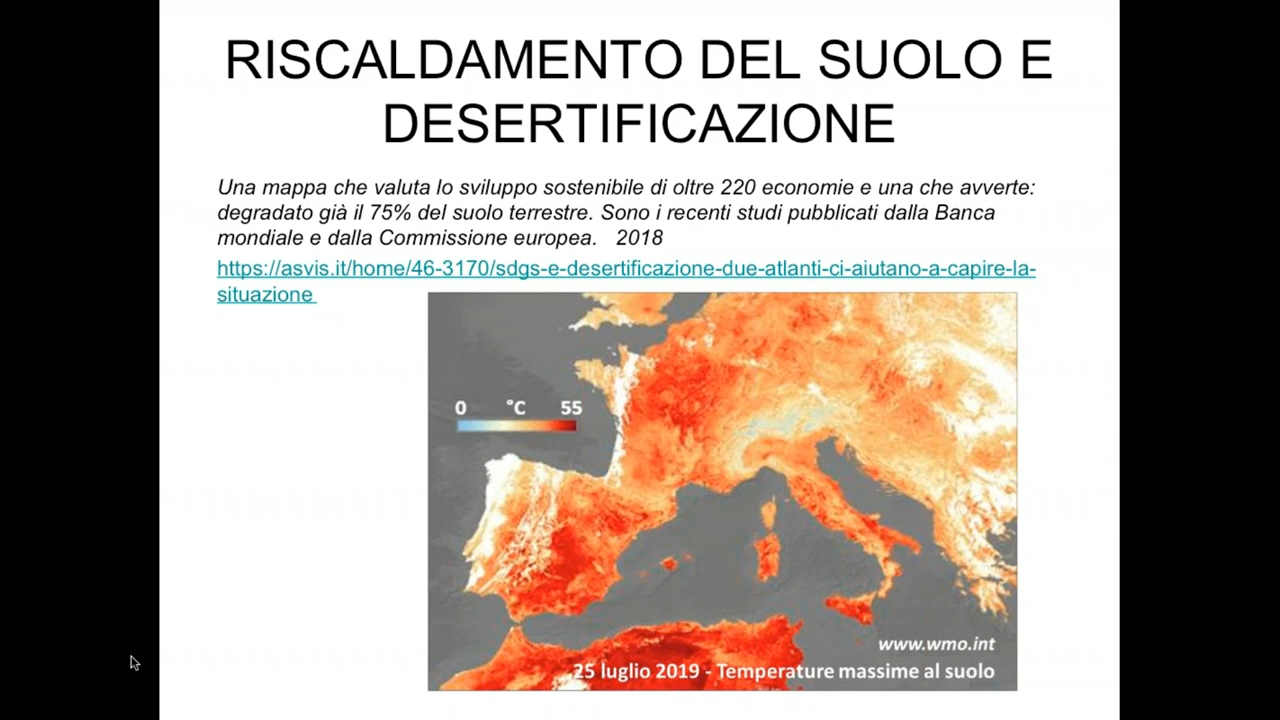 RISCALDAMENTO DEL SUOLO E
DESERTIFICAZIONE
Una mappa che valuta lo sviluppo sostenibile di oltre 220 economie e una che avverte:
degradato già il 75% del suolo terrestre. Sono i recenti studi pubblicati dalla Banca
mondiale e dalla Commissione europea. 2018
https://asvis.it/home/46-3170/sdgs-e-desertificazione-due-atlanti-ci-aiutano-a-capire-la-
situazione
0 °C 55
www.wmo.int
25 luglio 2019 - Temperature massime al suolo